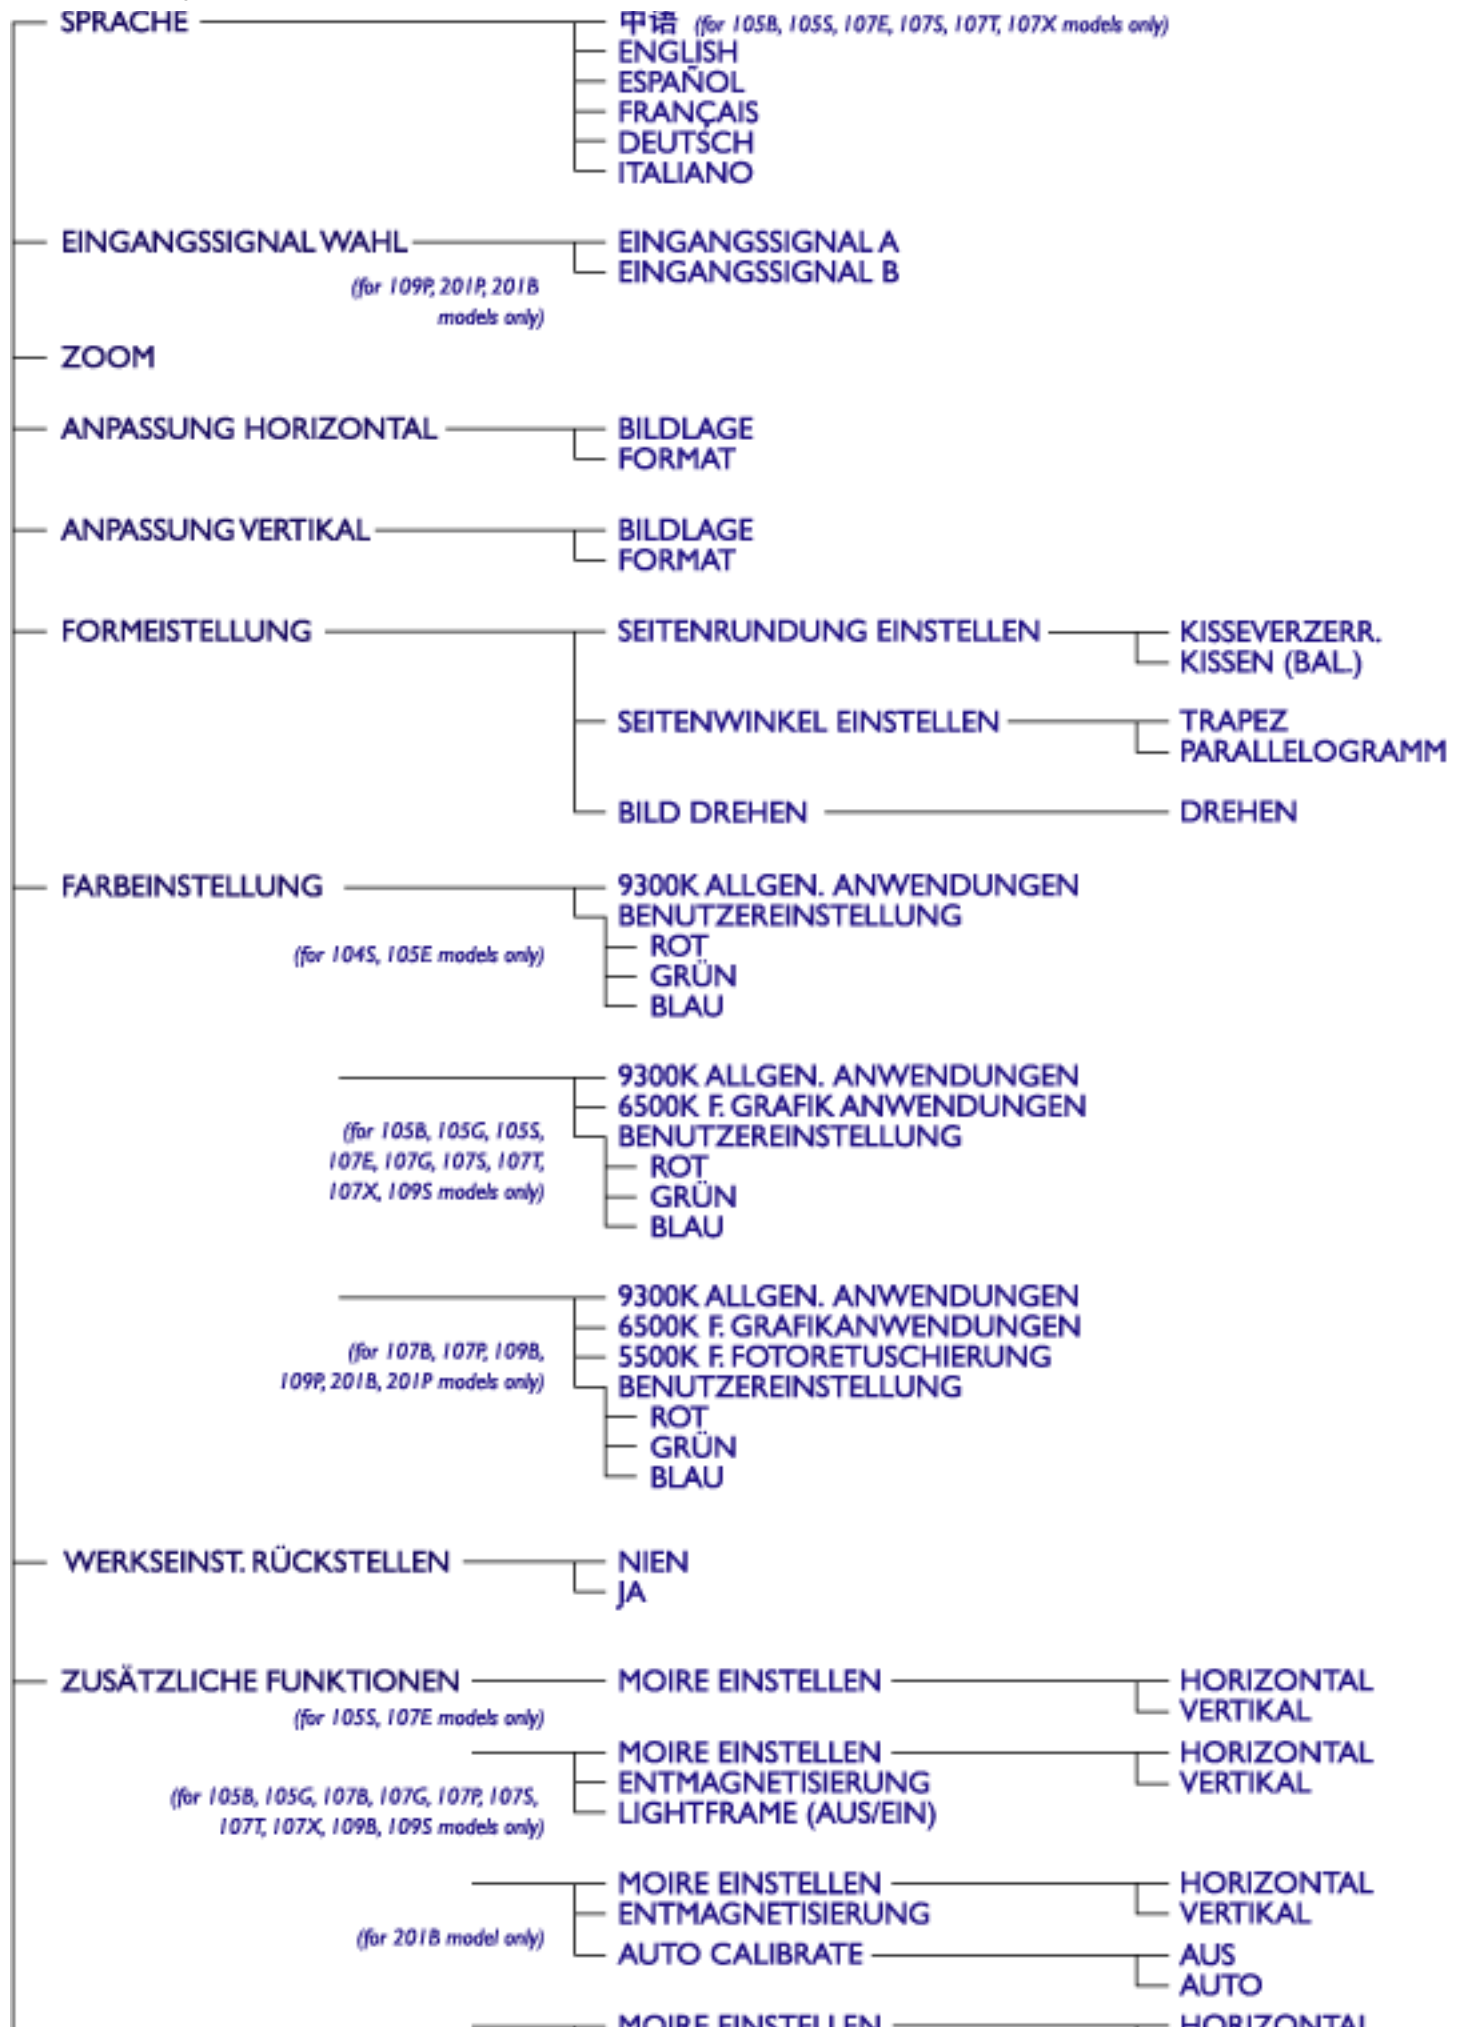 SPRACHE 中语 (for 105B, 105S, 107E, 107S, 107T, 107X models only)
ENGLISH
ESPAÑOL
FRANÇAIS
DEUTSCH
ITALIANO
EINGANGSSIGNAL WAHL EINGANGSSIGNAL A
EINGANGSSIGNAL B
(for 109P, 201P, 201B
models only)
ZOOM
ANPASSUNG HORIZONTAL BILDLAGE
FORMAT
ANPASSUNG VERTIKAL BILDLAGE
FORMAT
FORMEISTELLUNG SEITENRUNDUNG EINSTELLEN KISSEVERZERR.
KISSEN (BAL.)
SEITENWINKEL EINSTELLEN TRAPEZ
PARALLELOGRAMM
BILD DREHEN DREHEN
FARBEINSTELLUNG 9300K ALLGEN. ANWENDUNGEN
BENUTZEREINSTELLUNG
(for 104S, 105E models only) ROT
GRÜN
BLAU
9300K ALLGEN. ANWENDUNGEN
6500K F. GRAFIK ANWENDUNGEN
(for 105B, 105G, 105S, BENUTZEREINSTELLUNG
107E, 107G, 107S, 107T, ROT
107X, 109S models only) GRÜN
BLAU
9300K ALLGEN. ANWENDUNGEN
6500K F. GRAFIKANWENDUNGEN
(for 107B, 107P, 109B, 5500K F. FOTORETUSCHIERUNG
109P, 201B, 201P models only) BENUTZEREINSTELLUNG
ROT
GRÜN
BLAU
WERKSEINST. RÜCKSTELLEN NIEN
JA
ZUSÄTZLICHE FUNKTIONEN MOIRE EINSTELLEN HORIZONTAL
(for 105S, 107E models only) VERTIKAL
MOIRE EINSTELLEN HORIZONTAL
(for 105B, 105G, 107B, 107G, 107P, 107S, ENTMAGNETISIERUNG VERTIKAL
107T, 107X, 109B, 109S models only) LIGHTFRAME (AUS/EIN)
MOIRE EINSTELLEN HORIZONTAL
ENTMAGNETISIERUNG VERTIKAL
(for 201B model only) AUTO CALIBRATE AUS
AUTO
MOIRE EINSTELLEN HORIZONTAL